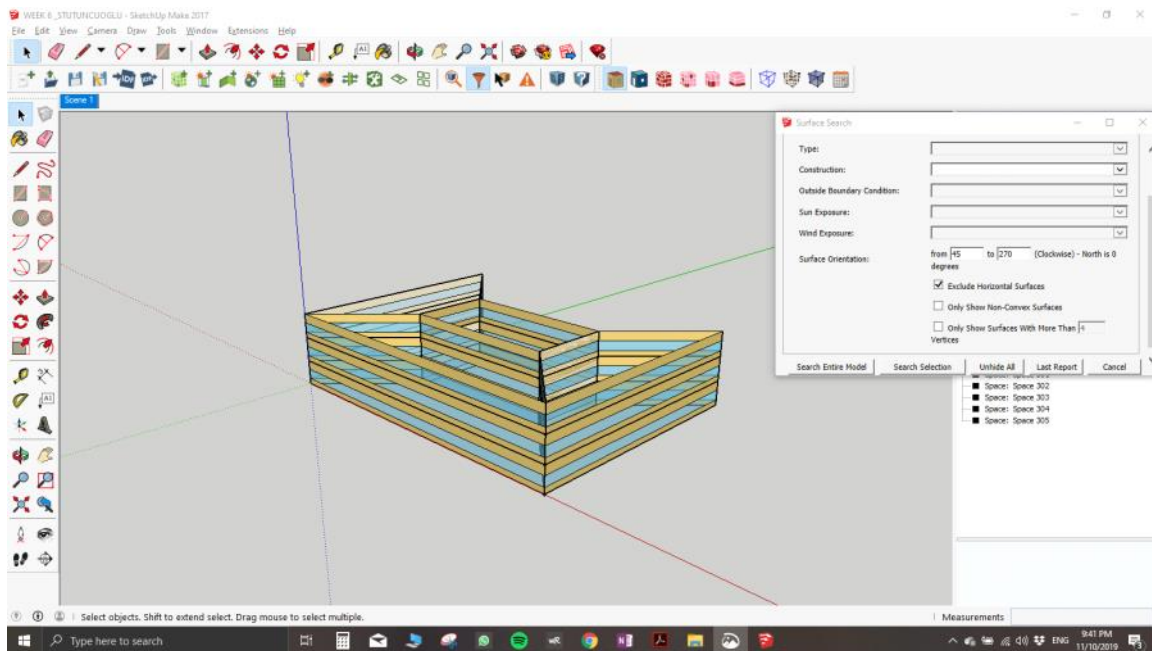 WEEK 6 _STUTUNCUOGLU - SketchUp Make 2017
File Edit View Camera Draw Tools Window Extensions Help
Scene 1
Surface Search
Type:
Construction:
Outside Boundary Condition:
Sun Exposure:
Wind Exposure:
Surface Orientation:
from 45 to 270 (Clockwise) - North is 0
degrees
Exclude Horizontal Surfaces
Only Show Non-Convex Surfaces
Only Show Surfaces With More Than 4
Vertices
Search Entire Model Search Selection Unhide All Last Report Cancel
Space: Space 302
Space: Space 303
Space: Space 304
Space: Space 305
Select objects. Shift to extend select. Drag mouse to select multiple.
Measurements
Type here to search
ENG
9:41 PM
11/10/2019